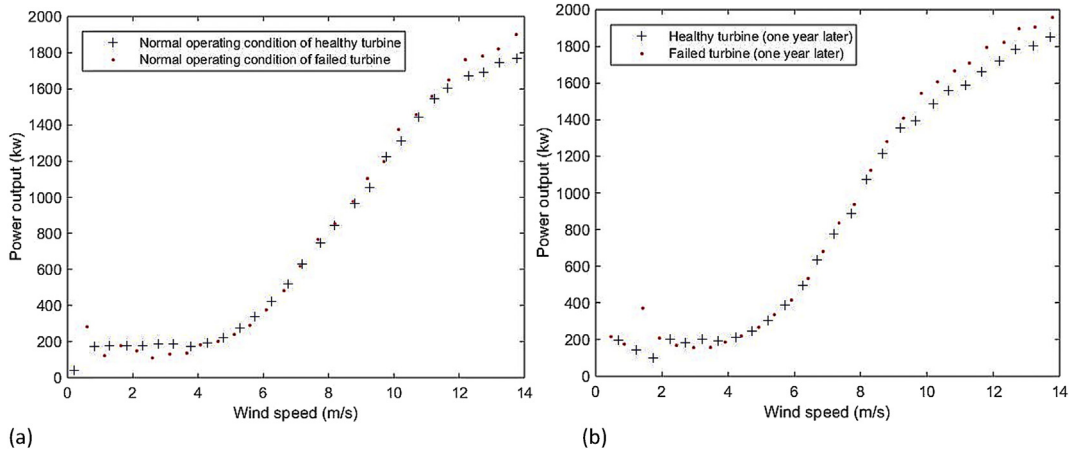 2000
1800
1600
1400
1200
1000
800
600
400
200
0
Power output (kw)
Normal operating condition of healthy turbine
Normal operating condition of failed turbine
0 2 4 6 8 10 12 14
Wind speed (m/s)
(a)
2000
1800
1600
1400
1200
1000
800
600
400
200
0
Power output (kw)
Healthy turbine (one year later)
Failed turbine (one year later)
0 2 4 6 8 10 12 14
Wind speed (m/s)
(b)